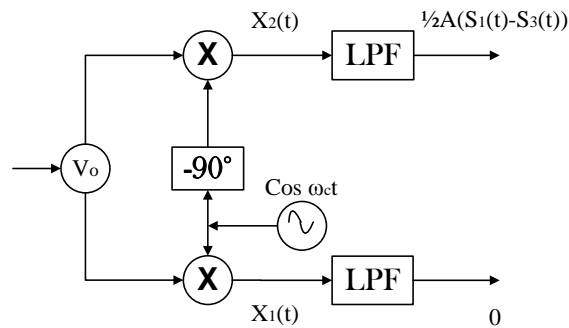 X2(t)
½A(S1(t)-S3(t))
X
LPF
-90°
Vo
Cos ωct
X
LPF
X1(t)
0